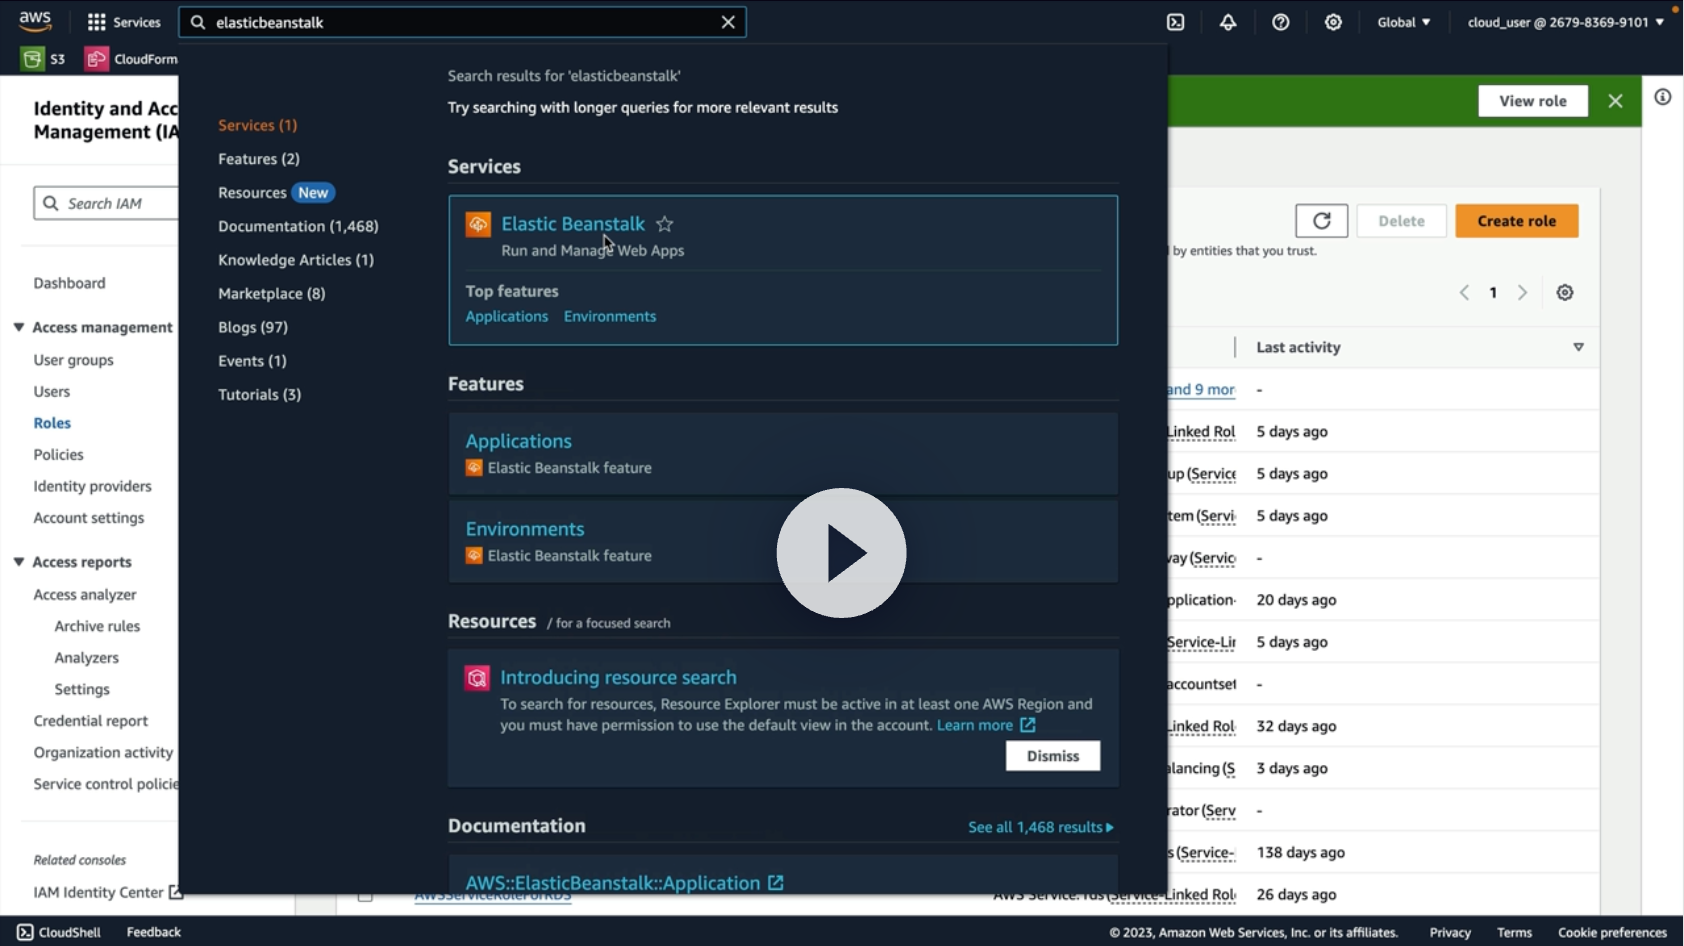 aws
Services
elasticbeanstalk
Global
cloud_user @ 2679-8369-9101
S3
CloudForm
Identity and Acc
Management (IA
Search IAM
Dashboard
Access management
User groups
Users
Roles
Policies
Identity providers
Account settings
Access reports
Access analyzer
Archive rules
Analyzers
Settings
Credential report
Organization activity
Service control policie
Related consoles
IAM Identity Center
Services (1)
Features (2)
Resources New
Documentation (1,468)
Knowledge Articles (1)
Marketplace (8)
Blogs (97)
Events (1)
Tutorials (3)
Search results for 'elasticbeanstalk'
Try searching with longer queries for more relevant results
Services
Elastic Beanstalk
Run and Manage Web Apps
Top features
Applications Environments
Features
Applications
Elastic Beanstalk feature
Environments
Elastic Beanstalk feature
Resources / for a focused search
Introducing resource search
To search for resources, Resource Explorer must be active in at least one AWS Region and
you must have permission to use the default view in the account. Learn more
Dismiss
Documentation See all 1,468 results
AWS::ElasticBeanstalk::Application
View role
Delete
Create role
by entities that you trust.
1
Last activity
and 9 mor -
Linked Rol 5 days ago
up (Service 5 days ago
tem (Servi 5 days ago
vay (Servic -
pplication- 20 days ago
Service-Lin 5 days ago
accountset -
Linked Rol 32 days ago
alancing (S 3 days ago
rator (Serv -
s (Service- 138 days ago
AWSServiceRoleForRDS AWS Service: rds (Service-Linked Rol 26 days ago
CloudShell Feedback
© 2023, Amazon Web Services, Inc. or its affiliates. Privacy Terms Cookie preferences